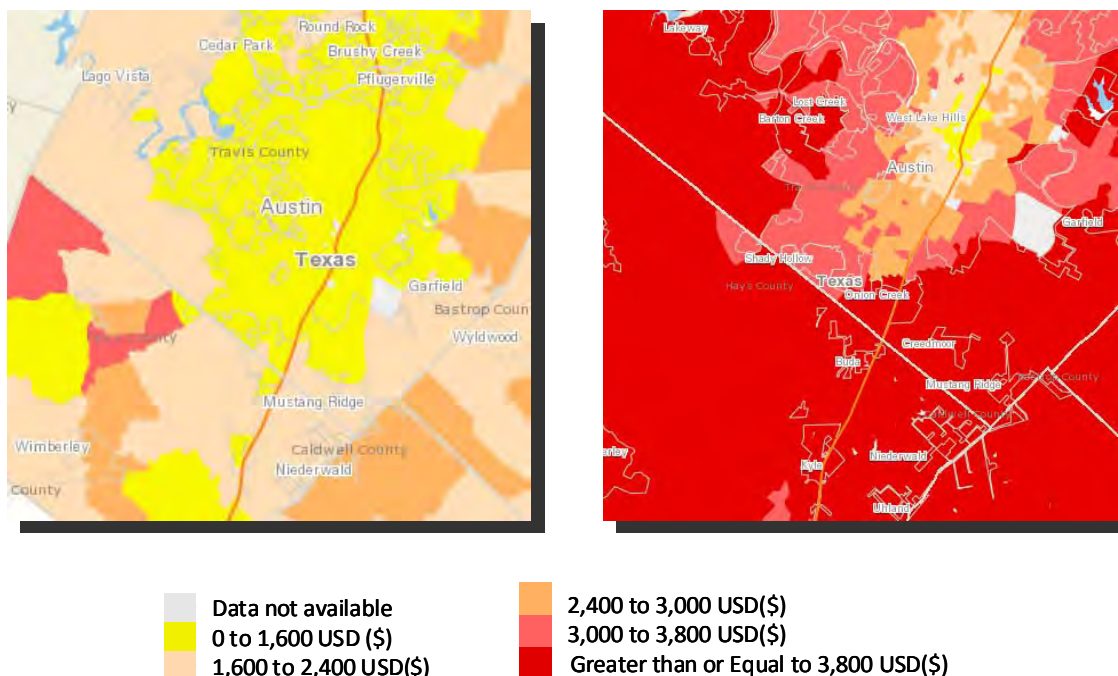 Round Rock
Cedar Park
Brushy Creek
Pflugerville
Lago Vista
Travis County
Austin
Texas
Garfield
Bastrop Coun
Wyldwood
Mustang Ridge
Wimberley
Caldwell County
Niederwald
County
Lakeway
Lost Creek
Barton Creek
West Lake Hills
Austin
Garfield
Shady Hollow
Texas
Hays County
Onion Creek
Creedmoor
Buda
Mustang Ridge
Caldwell County
Niederwald
Kyle
Uhland
Data not available
0 to 1,600 USD ($)
1,600 to 2,400 USD($)
2,400 to 3,000 USD($)
3,000 to 3,800 USD($)
Greater than or Equal to 3,800 USD($)